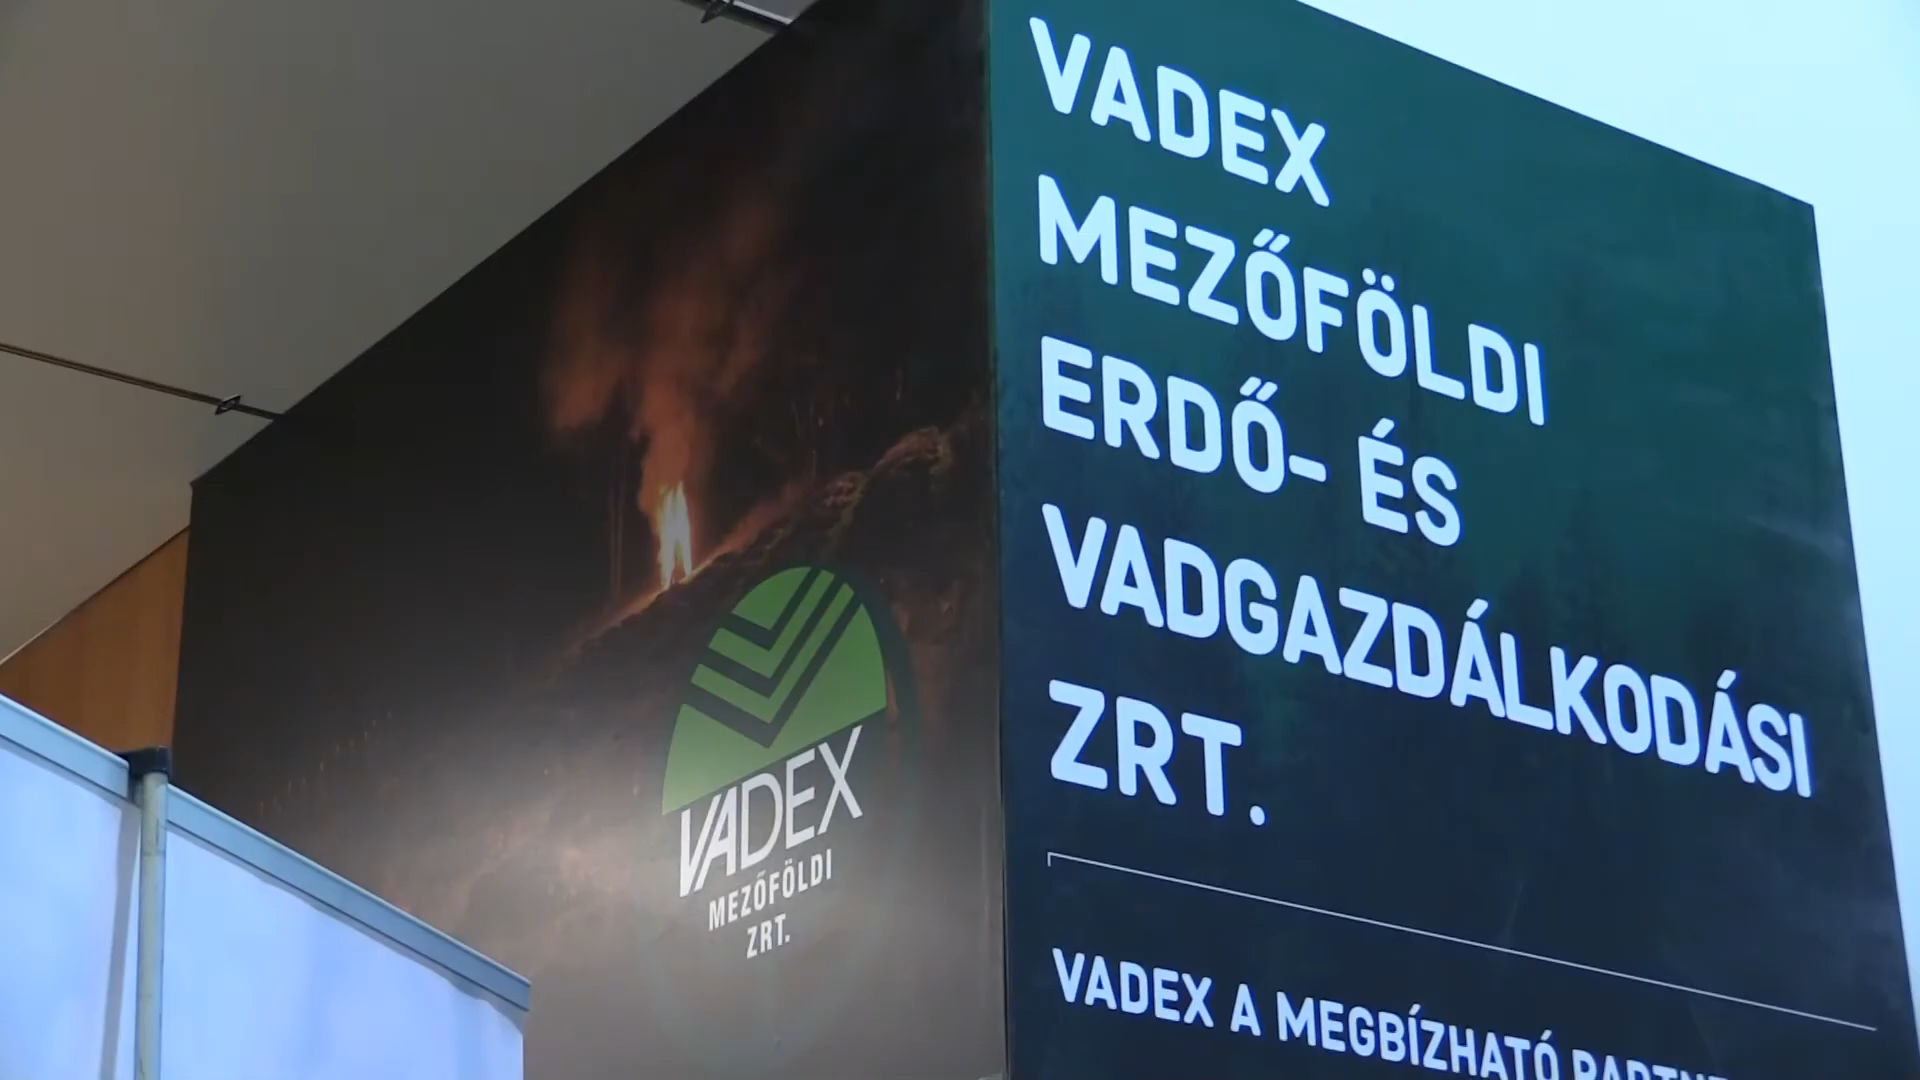 VADEX
MEZŐFÖLDI
ZRT.
VADEX
MEZŐFÖLDI
ERDŐ- ÉS
VADGAZDÁLKODÁSI
ZRT.
VADEX A MEGBÍZHATÓ